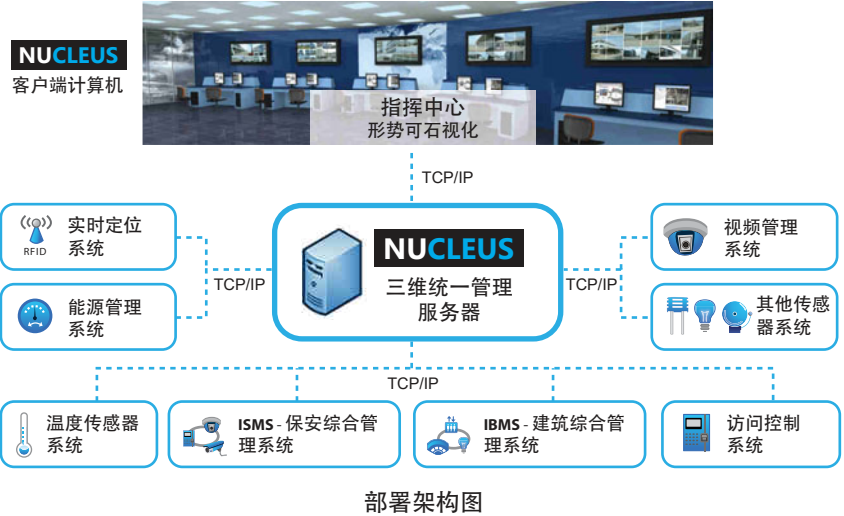 NUCLEUS
客户端计算机
指挥中心
形势可石视化
TCP/IP
实时定位
系统
RFID
能源管理
系统
TCP/IP
NUCLEUS
三维统一管理
服务器
TCP/IP
视频管理
系统
其他传感
器系统
TCP/IP
温度传感器
系统
ISMS - 保安综合管
理系统
IBMS - 建筑综合管
理系统
访问控制
系统
部署架构图